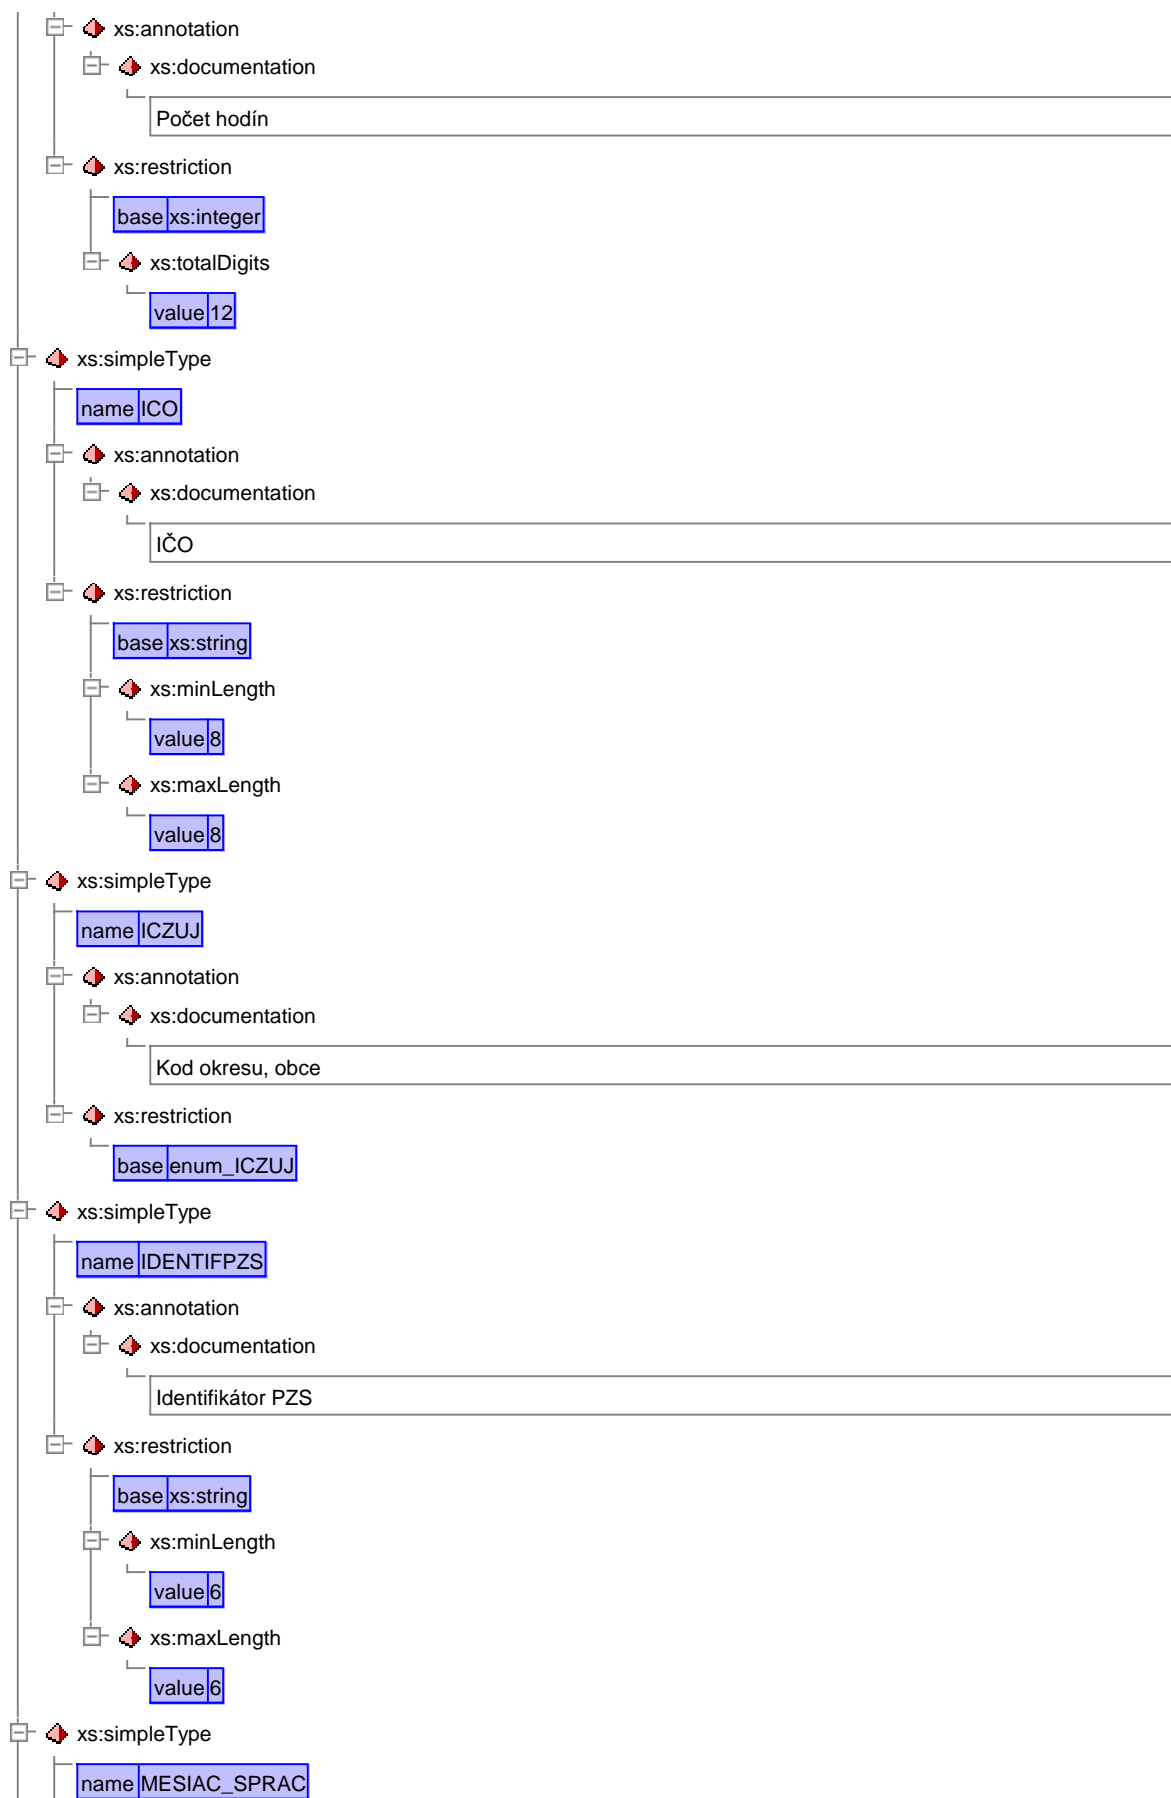 xs:annotation
xs:documentation
Počet hodín
xs:restriction
base xs:integer
xs:totalDigits
value 12
xs:simpleType
name ICO
xs:annotation
xs:documentation
IČO
xs:restriction
base xs:string
xs:minLength
value 8
xs:maxLength
value 8
xs:simpleType
name ICZUJ
xs:annotation
xs:documentation
Kod okresu, obce
xs:restriction
base enum_ICZUJ
xs:simpleType
name IDENTIFPZS
xs:annotation
xs:documentation
Identifikátor PZS
xs:restriction
base xs:string
xs:minLength
value 6
xs:maxLength
value 6
xs:simpleType
name MESIAC_SPRAC